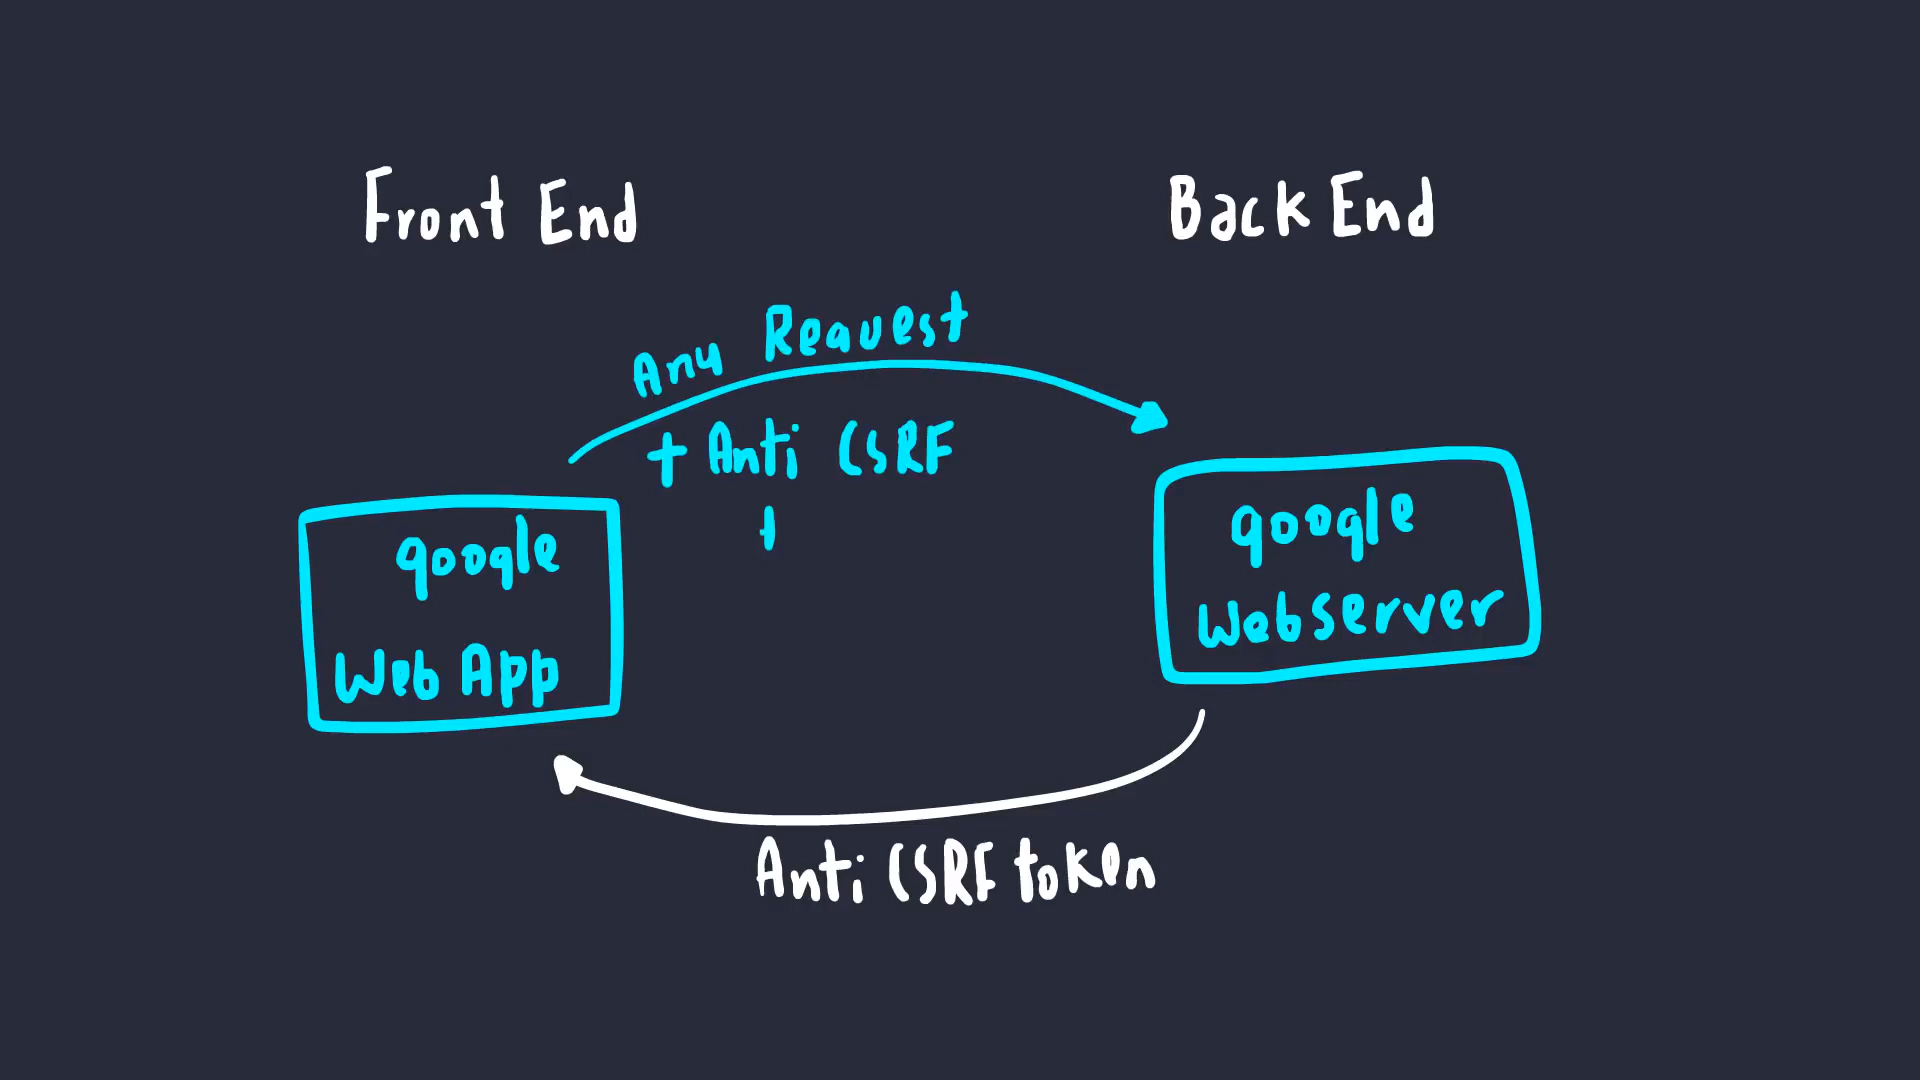 Front End
Back End
Any Request
+ Anti CSRF
t
google
Web App
google
Webserver
Anti CSRF token